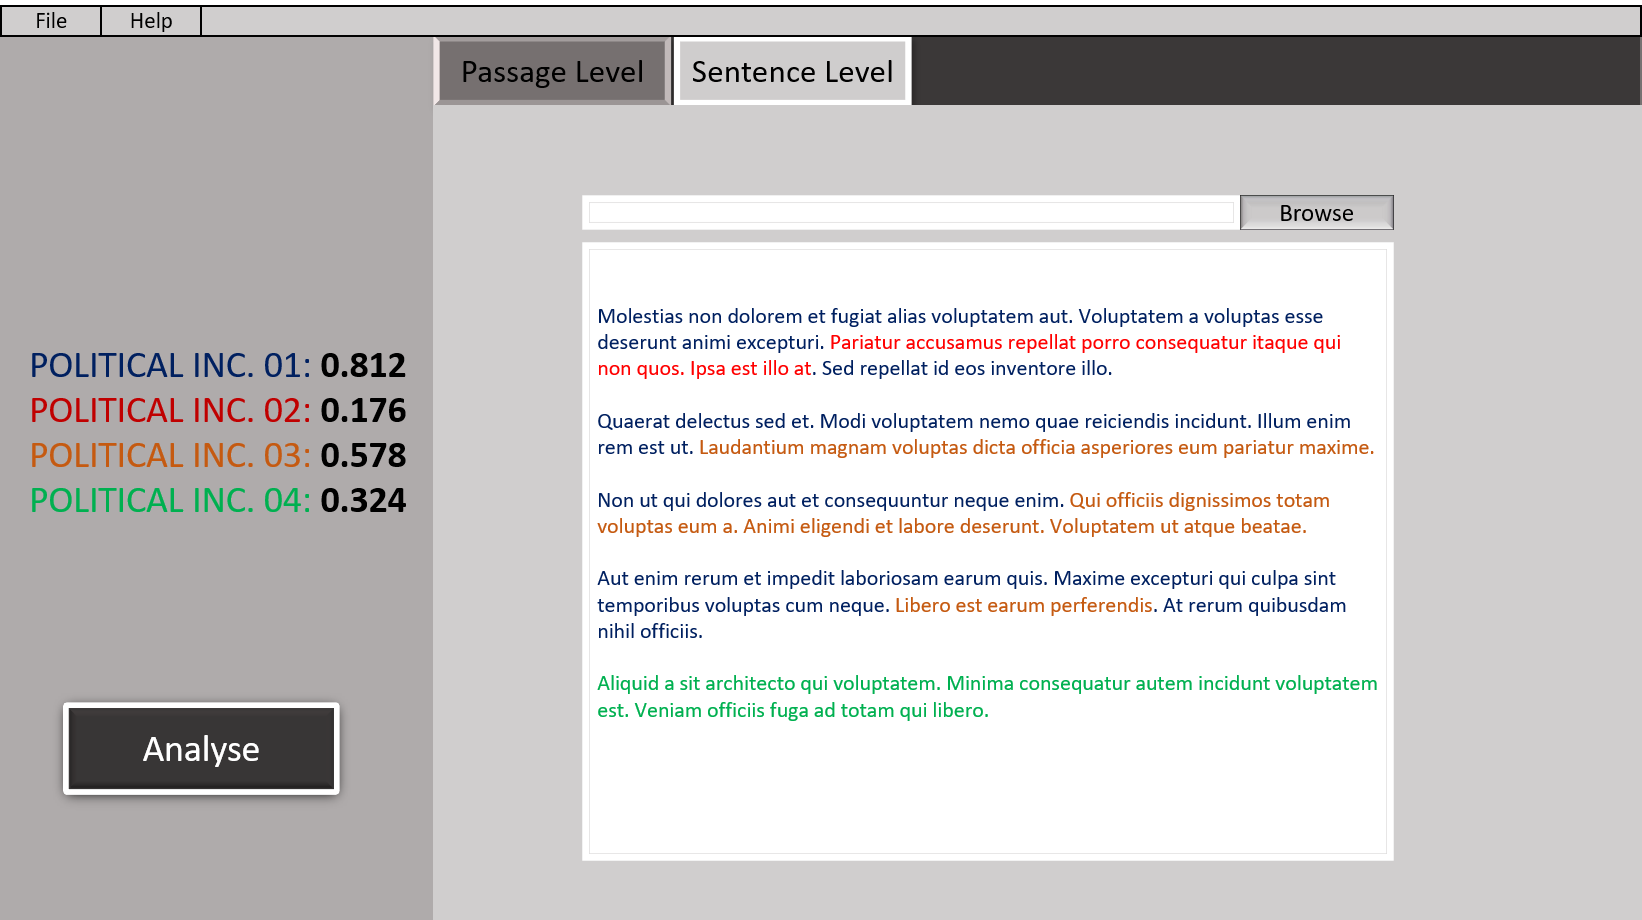 File Help
Passage Level Sentence Level
Browse
Molestias non dolorem et fugiat alias voluptatem aut. Voluptatem a voluptas esse
deserunt animi excepturi. Pariatur accusamus repellat porro consequatur itaque qui
non quos. Ipsa est illo at. Sed repellat id eos inventore illo.
Quaerat delectus sed et. Modi voluptatem nemo quae reiciendis incidunt. Illum enim
rem est ut. Laudantium magnam voluptas dicta officia asperiores eum pariatur maxime.
Non ut qui dolores aut et consequuntur neque enim. Qui officiis dignissimos totam
voluptas eum a. Animi eligendi et labore deserunt. Voluptatem ut atque beatae.
Aut enim rerum et impedit laboriosam earum quis. Maxime excepturi qui culpa sint
temporibus voluptas cum neque. Libero est earum perferendis. At rerum quibusdam
nihil officiis.
Aliquid a sit architecto qui voluptatem. Minima consequatur autem incidunt voluptatem
est. Veniam officiis fuga ad totam qui libero.
POLITICAL INC. 01: 0.812
POLITICAL INC. 02: 0.176
POLITICAL INC. 03: 0.578
POLITICAL INC. 04: 0.324
Analyse